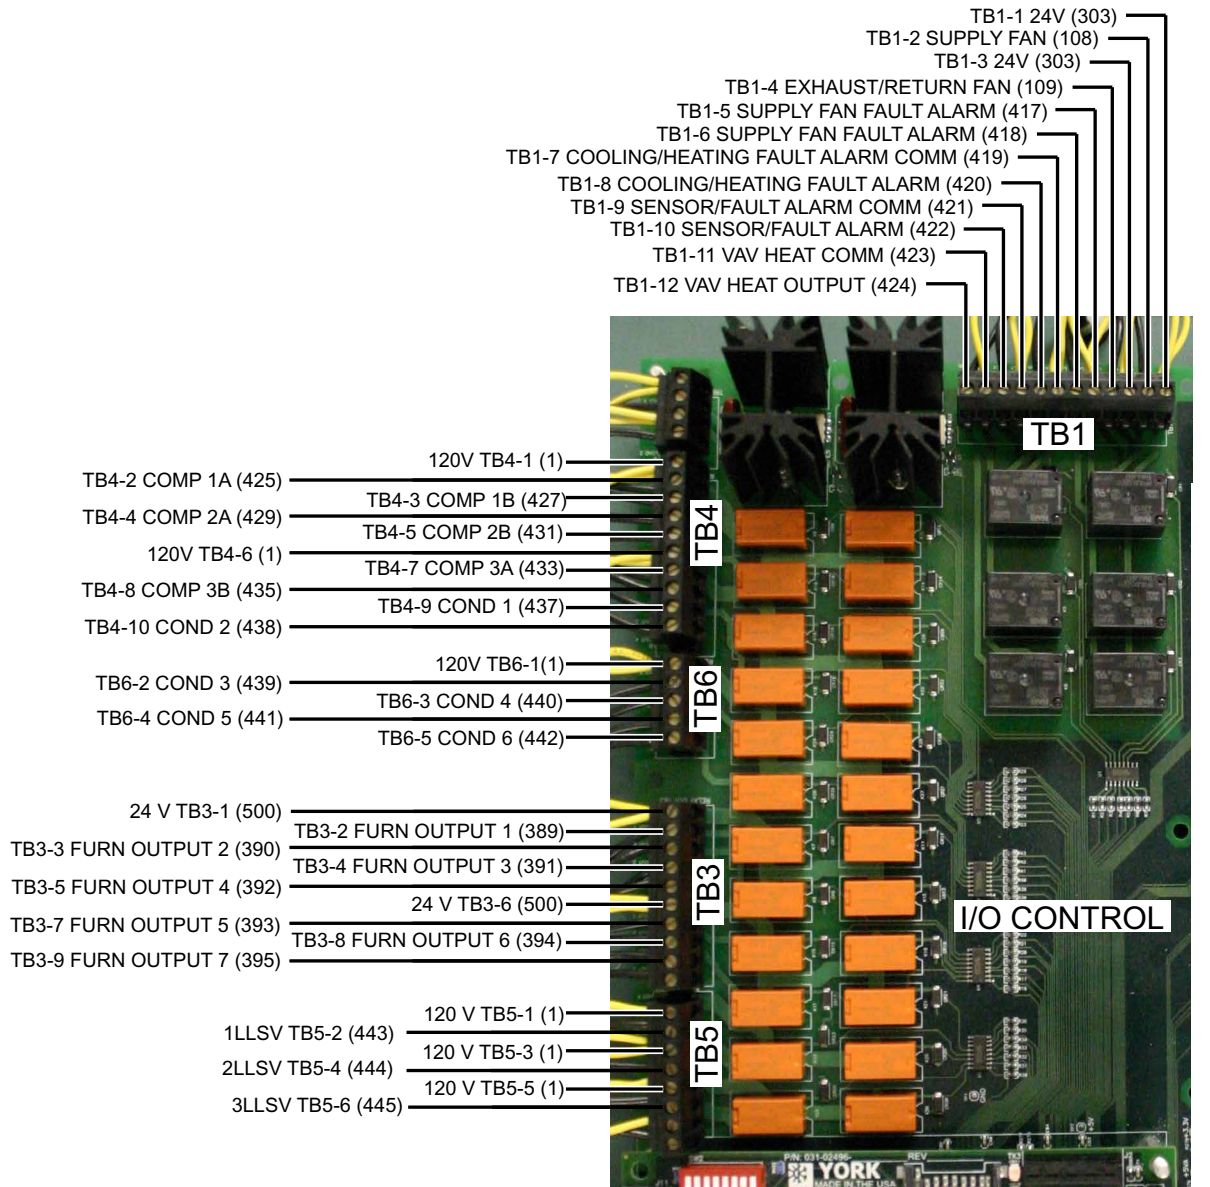 TB1-1 24V (303)
TB1-2 SUPPLY FAN (108)
TB1-3 24V (303)
TB1-4 EXHAUST/RETURN FAN (109)
TB1-5 SUPPLY FAN FAULT ALARM (417)
TB1-6 SUPPLY FAN FAULT ALARM (418)
TB1-7 COOLING/HEATING FAULT ALARM COMM (419)
TB1-8 COOLING/HEATING FAULT ALARM (420)
TB1-9 SENSOR/FAULT ALARM COMM (421)
TB1-10 SENSOR/FAULT ALARM (422)
TB1-11 VAV HEAT COMM (423)
TB1-12 VAV HEAT OUTPUT (424)
TB1
120V TB4-1 (1)
TB4-2 COMP 1A (425)
TB4-3 COMP 1B (427)
TB4-4 COMP 2A (429)
TB4-5 COMP 2B (431)
120V TB4-6 (1)
TB4-7 COMP 3A (433)
TB4-8 COMP 3B (435)
TB4-9 COND 1 (437)
TB4-10 COND 2 (438)
TB4
120V TB6-1(1)
TB6-2 COND 3 (439)
TB6-3 COND 4 (440)
TB6-4 COND 5 (441)
TB6-5 COND 6 (442)
TB6
24 V TB3-1 (500)
TB3-2 FURN OUTPUT 1 (389)
TB3-3 FURN OUTPUT 2 (390)
TB3-4 FURN OUTPUT 3 (391)
TB3-5 FURN OUTPUT 4 (392)
24 V TB3-6 (500)
TB3-7 FURN OUTPUT 5 (393)
TB3-8 FURN OUTPUT 6 (394)
TB3-9 FURN OUTPUT 7 (395)
TB3
I/O CONTROL
120 V TB5-1 (1)
1LLSV TB5-2 (443)
120 V TB5-3 (1)
2LLSV TB5-4 (444)
120 V TB5-5 (1)
3LLSV TB5-6 (445)
TB5
P/N: 031-02496-
REV
YORK
MADE IN THE USA